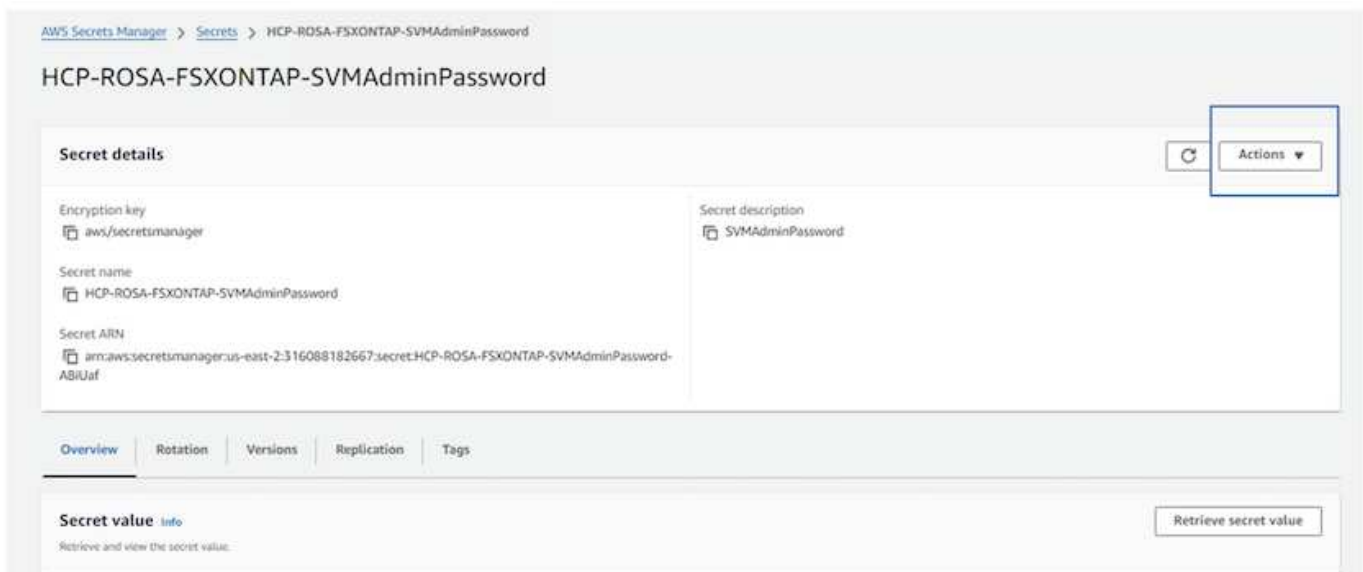 AWS Secrets Manager > Secrets > HCP-ROSA-FSXONTAP-SVMAdminPassword
HCP-ROSA-FSXONTAP-SVMAdminPassword
Secret details
Actions
Encryption key
aws/secretsmanager
Secret description
SVMAdminPassword
Secret name
HCP-ROSA-FSXONTAP-SVMAdminPassword
Secret ARN
arn:aws:secretsmanager:us-east-2:316088182667:secret:HCP-ROSA-FSXONTAP-SVMAdminPassword-
ABiUaf
Overview Rotation Versions Replication Tags
Secret value Info
Retrieve secret value
Retrieve and view the secret value.